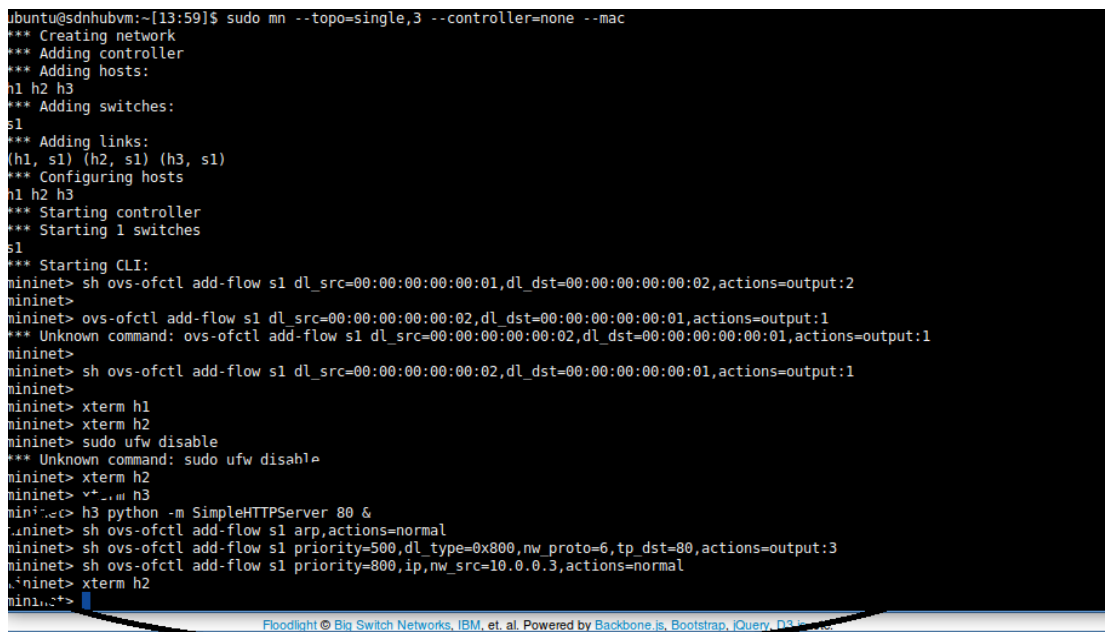 ubuntu@sdnhubvm:~[13:59]$ sudo mn --topo=single,3 --controller=none --mac
*** Creating network
*** Adding controller
*** Adding hosts:
h1 h2 h3
*** Adding switches:
s1
*** Adding links:
(h1, s1) (h2, s1) (h3, s1)
*** Configuring hosts
h1 h2 h3
*** Starting controller
*** Starting 1 switches
s1
*** Starting CLI:
mininet> sh ovs-ofctl add-flow s1 dl_src=00:00:00:00:00:01,dl_dst=00:00:00:00:00:02,actions=output:2
mininet>
mininet> ovs-ofctl add-flow s1 dl_src=00:00:00:00:00:02,dl_dst=00:00:00:00:00:01,actions=output:1
*** Unknown command: ovs-ofctl add-flow s1 dl_src=00:00:00:00:00:02,dl_dst=00:00:00:00:00:01,actions=output:1
mininet>
mininet> sh ovs-ofctl add-flow s1 dl_src=00:00:00:00:00:02,dl_dst=00:00:00:00:00:01,actions=output:1
mininet>
mininet> xterm h1
mininet> xterm h2
mininet> sudo ufw disable
*** Unknown command: sudo ufw disable
mininet> xterm h2
mininet> xterm h3
mininet> h3 python -m SimpleHTTPServer 80 &
mininet> sh ovs-ofctl add-flow s1 arp,actions=normal
mininet> sh ovs-ofctl add-flow s1 priority=500,dl_type=0x800,nw_proto=6,tp_dst=80,actions=output:3
mininet> sh ovs-ofctl add-flow s1 priority=800,ip,nw_src=10.0.0.3,actions=normal
mininet> xterm h2
mininet>
Floodlight © Big Switch Networks, IBM, et. al. Powered by Backbone.js, Bootstrap, jQuery,